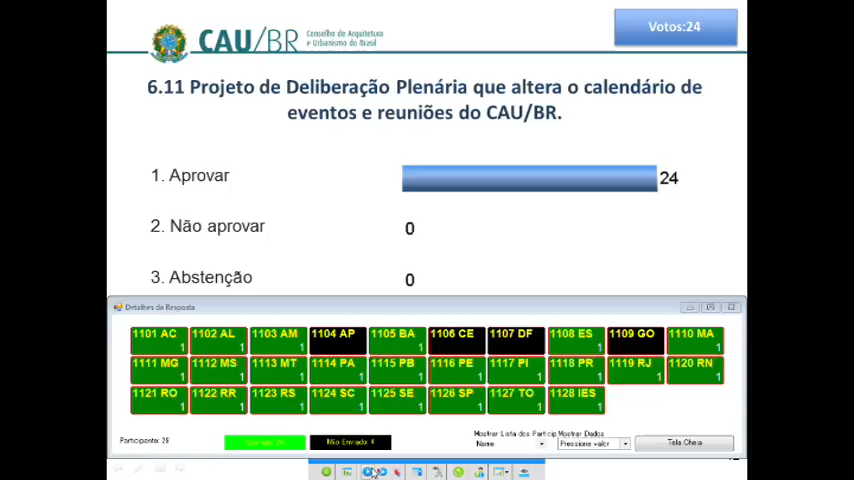 CAU/BR
Conselho de Arquitetura
e Urbanismo do Brasil
Votos:24
6.11 Projeto de Deliberação Plenária que altera o calendário de
eventos e reuniões do CAU/BR.
1. Aprovar
24
2. Não aprovar
0
3. Abstenção
0
Detalhes da Resposta
1101 AC 1102 AL 1103 AM 1104 AP 1105 BA 1106 CE 1107 DF 1108 ES 1109 GO 1110 MA
1 1 1 1 1 1
1111 MG 1112 MS 1113 MT 1114 PA 1115 PB 1116 PE 1117 PI 1118 PR 1119 RJ 1120 RN
1 1 1 1 1 1 1 1 1 1
1121 RO 1122 RR 1123 RS 1124 SC 1125 SE 1126 SP 1127 TO 1128 IES
1 1 1 1 1 1 1 1
Participante: 28
Não Enviado 4
Mostrar Lista dos Particip Mostrar Dados
Nome
Pressione valor
Tela Cheia